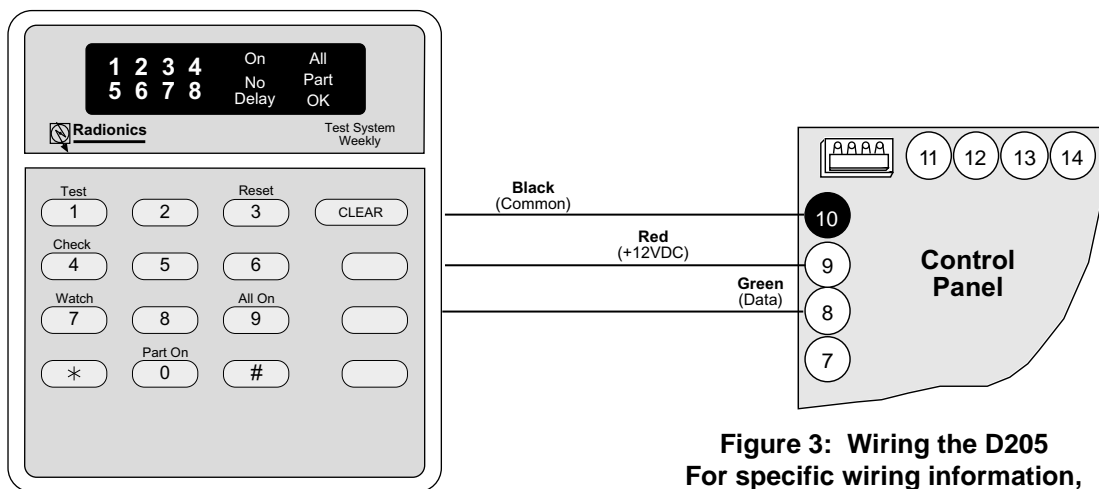 1 2 3 4 On All
5 6 7 8 No Delay Part
OK
Radionics
Test System
Weekly
Test
1
2
Reset
3
CLEAR
Check
4
5
6
Watch
7
8
All On
9
*
Part On
0
#
Black
(Common)
Red
(+12VDC)
Green
(Data)
11 12 13 14
10
9
8
7
Control
Panel
Figure 3: Wiring the D205
For specific wiring information,